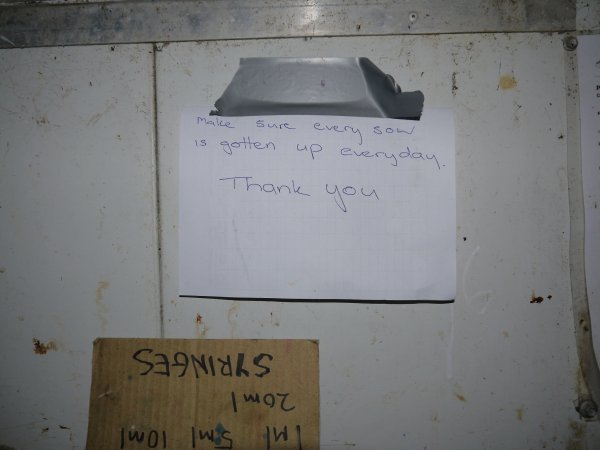 Make sure every sow
is gotten up everyday.
Thank you
SYRINGES
20ml
1ml 5ml 10ml